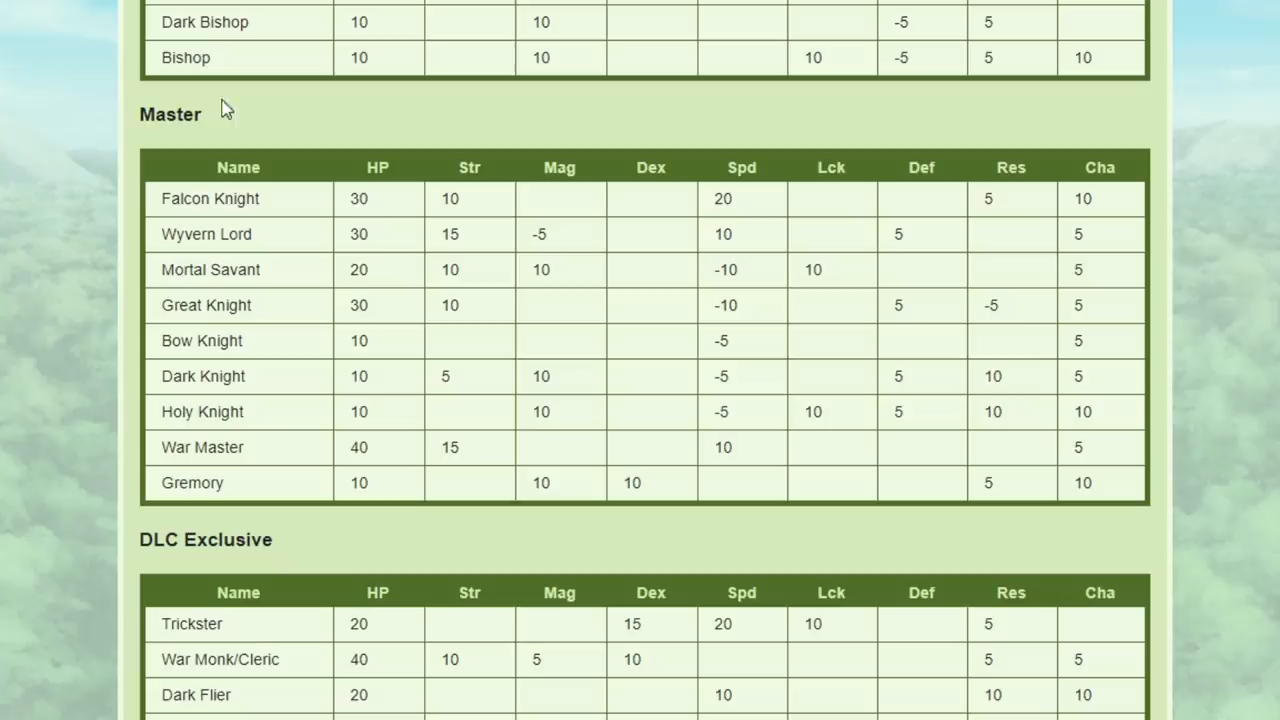 Dark Bishop 10 10 -5 5
Bishop 10 10 10 -5 5 10
Master
Name HP Str Mag Dex Spd Lck Def Res Cha
Falcon Knight 30 10 20 5 10
Wyvern Lord 30 15 -5 10 5 5
Mortal Savant 20 10 10 -10 10 5
Great Knight 30 10 -10 5 -5 5
Bow Knight 10 -5 5
Dark Knight 10 5 10 -5 5 10 5
Holy Knight 10 10 -5 10 5 10 10
War Master 40 15 10 5
Gremory 10 10 10 5 10
DLC Exclusive
Name HP Str Mag Dex Spd Lck Def Res Cha
Trickster 20 15 20 10 5
War Monk/Cleric 40 10 5 10 5 5
Dark Flier 20 10 10 10